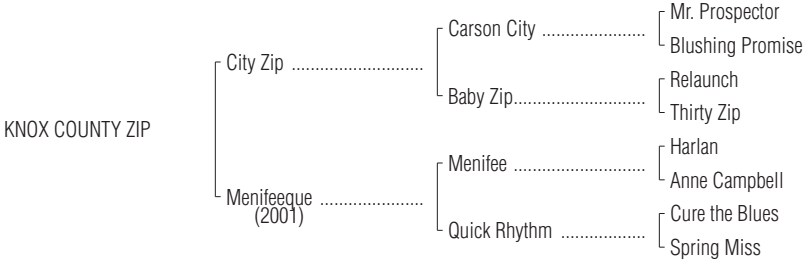 Mr. Prospector
Carson City ......................
Blushing Promise
City Zip ............................
Relaunch
Baby Zip............................
Thirty Zip
KNOX COUNTY ZIP
Harlan
Menifee ............................
Anne Campbell
Menifeeque ......................
(2001)
Cure the Blues
Quick Rhythm ..................
Spring Miss